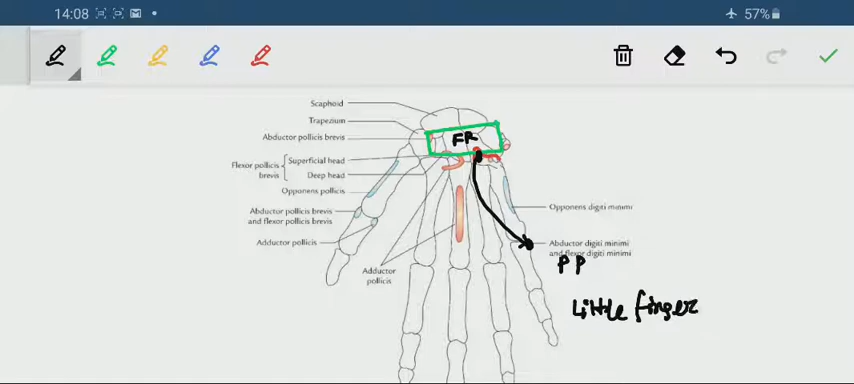 14:08
57%
Scaphoid
Trapezium
Abductor pollicis brevis
Flexor pollicis brevis
Superficial head
Deep head
Opponens pollicis
Abductor pollicis brevis
and flexor pollicis brevis
Adductor pollicis
Adductor
pollicis
FR
Opponens digiti minimi
Abductor digiti minimi
and flexor digiti minimi
PP
Little finger